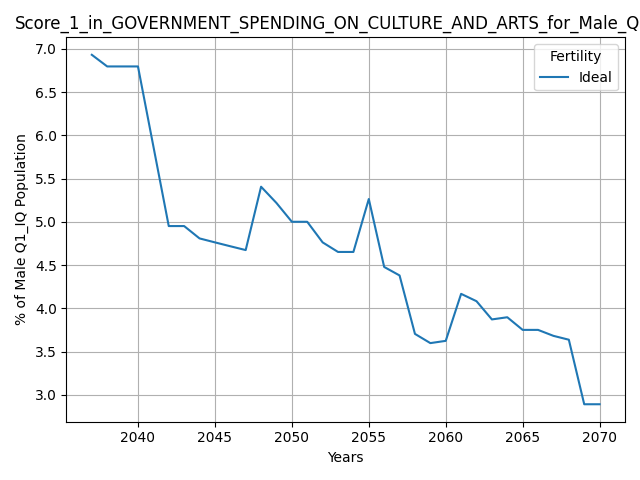 Score_1_in_GOVERNMENT_SPENDING_ON_CULTURE_AND_ARTS_for_Male_Q
Fertility
Ideal
7.0
6.5
6.0
5.5
5.0
4.5
4.0
3.5
3.0
% of Male Q1_IQ Population
2040 2045 2050 2055 2060 2065 2070
Years